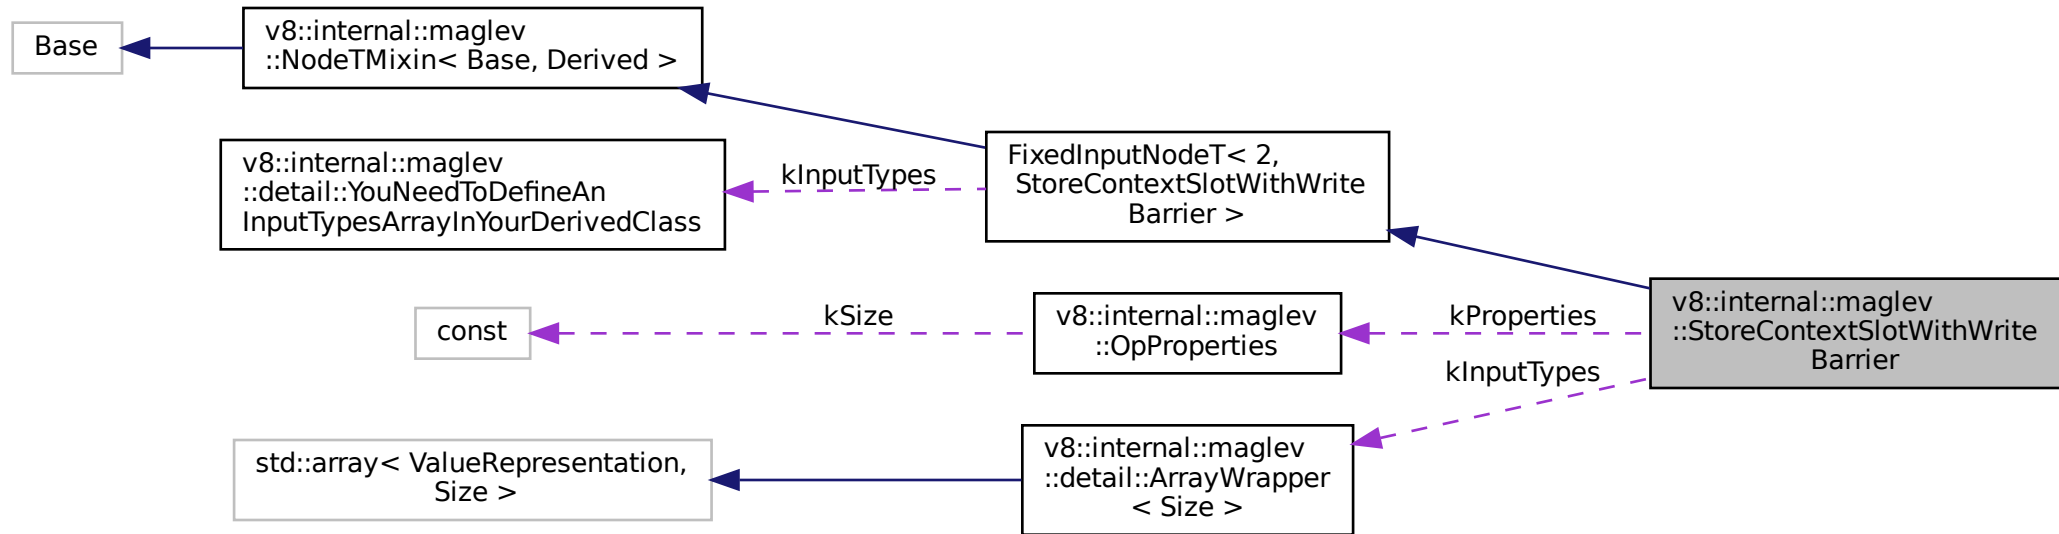 Base
v8::internal::maglev
::NodeTMixin< Base, Derived >
v8::internal::maglev
::detail::YouNeedToDefineAn
InputTypesArrayInYourDerivedClass
kInputTypes
FixedInputNodeT< 2,
StoreContextSlotWithWrite
Barrier >
const
kSize
v8::internal::maglev
::OpProperties
kProperties
kInputTypes
v8::internal::maglev
::StoreContextSlotWithWrite
Barrier
std::array< ValueRepresentation,
Size >
v8::internal::maglev
::detail::ArrayWrapper
< Size >